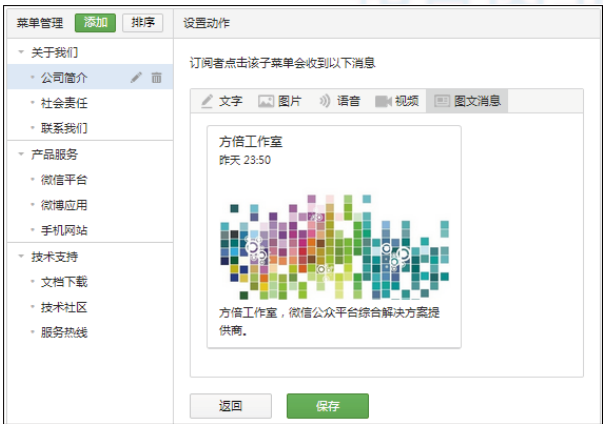 菜单管理 添加 排序
关于我们
公司简介
社会责任
联系我们
产品服务
微信平台
微博应用
手机网站
技术支持
文档下载
技术社区
服务热线
设置动作
订阅者点击该子菜单会收到以下消息
文字 图片 语音 视频 图文消息
方倍工作室
昨天 23:50
方倍工作室，微信公众平台综合解决方案提
供商。
返回 保存